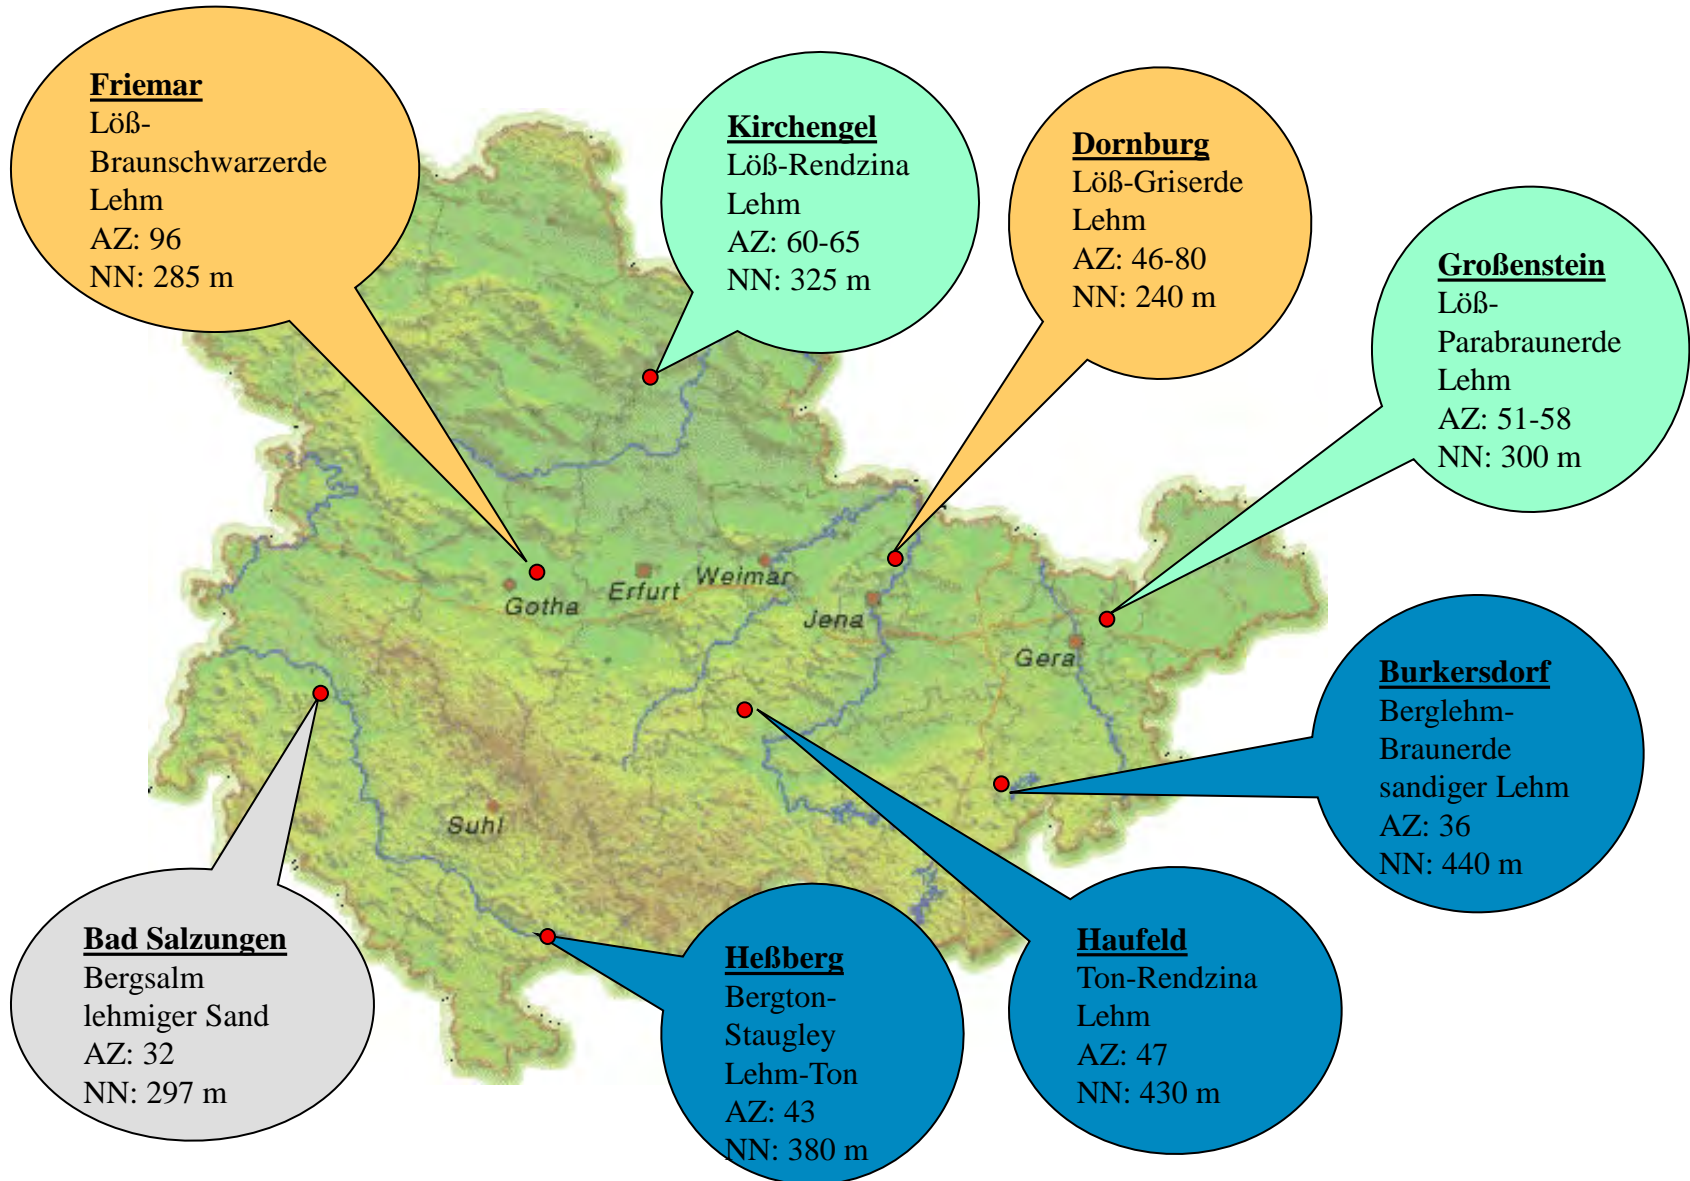 Friemar
Löß-
Braunschwarzerde
Lehm
AZ: 96
NN: 285 m
Kirchengel
Löß-Rendzina
Lehm
AZ: 60-65
NN: 325 m
Dornburg
Löß-Griserde
Lehm
AZ: 46-80
NN: 240 m
Großenstein
Löß-
Parabraunerde
Lehm
AZ: 51-58
NN: 300 m
Gotha
Erfurt
Weimar
Jena
Gera
Suhl
Burkersdorf
Berglehm-
Braunerde
sandiger Lehm
AZ: 36
NN: 440 m
Bad Salzungen
Bergsalm
lehmiger Sand
AZ: 32
NN: 297 m
Heßberg
Bergton-
Staugley
Lehm-Ton
AZ: 43
NN: 380 m
Haufeld
Ton-Rendzina
Lehm
AZ: 47
NN: 430 m